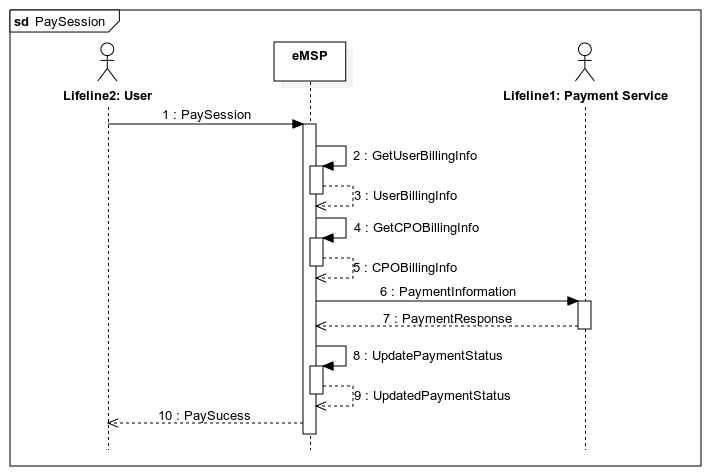 sd PaySession
eMSP
Lifeline2: User
Lifeline1: Payment Service
1 : PaySession
2 : GetUserBillingInfo
3 : UserBillingInfo
4 : GetCPOBillingInfo
5 : CPOBillingInfo
6 : PaymentInformation
7 : PaymentResponse
8 : UpdatePaymentStatus
9 : UpdatedPaymentStatus
10 : PaySucess